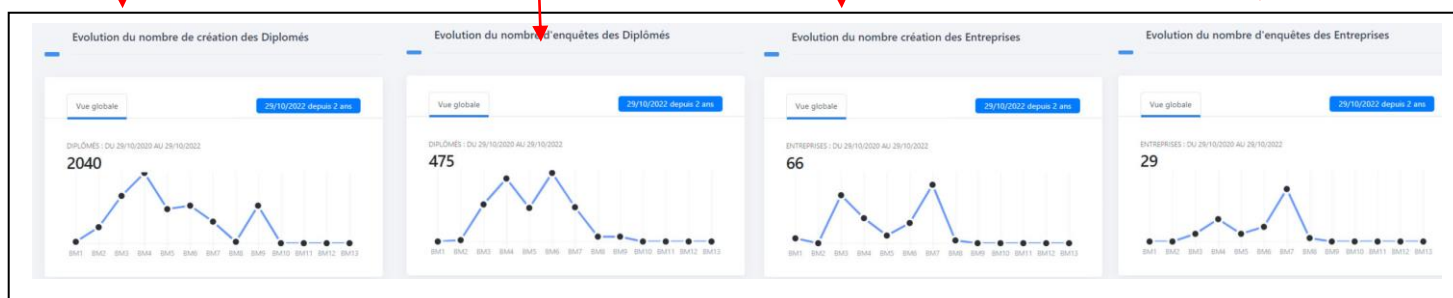 Evolution du nombre de création des Diplomés
Vue globale
29/10/2022 depuis 2 ans
DIPLÔMÉS : DU 29/10/2020 AU 29/10/2022
2040
BM1 BM2 BM3 BM4 BM5 BM6 BM7 BM8 BM9 BM10 BM11 BM12 BM13
Evolution du nombre d'enquêtes des Diplômés
Vue globale
29/10/2022 depuis 2 ans
DIPLÔMÉS : DU 29/10/2020 AU 29/10/2022
475
BM1 BM2 BM3 BM4 BM5 BM6 BM7 BM8 BM9 BM10 BM11 BM12 BM13
Evolution du nombre création des Entreprises
Vue globale
29/10/2022 depuis 2 ans
ENTREPRISES : DU 29/10/2020 AU 29/10/2022
66
BM1 BM2 BM3 BM4 BM5 BM6 BM7 BM8 BM9 BM10 BM11 BM12 BM13
Evolution du nombre d'enquêtes des Entreprises
Vue globale
29/10/2022 depuis 2 ans
ENTREPRISES : DU 29/10/2020 AU 29/10/2022
29
BM1 BM2 BM3 BM4 BM5 BM6 BM7 BM8 BM9 BM10 BM11 BM12 BM13